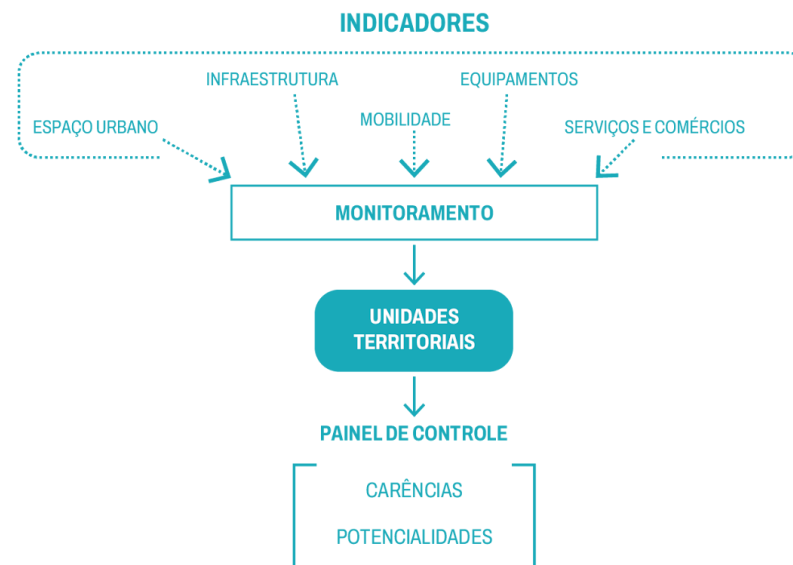 INDICADORES
INFRAESTRUTURA
EQUIPAMENTOS
MOBILIDADE
ESPAÇO URBANO
SERVIÇOS E COMÉRCIOS
MONITORAMENTO
UNIDADES
TERRITORIAIS
PAINEL DE CONTROLE
CARÊNCIAS
POTENCIALIDADES